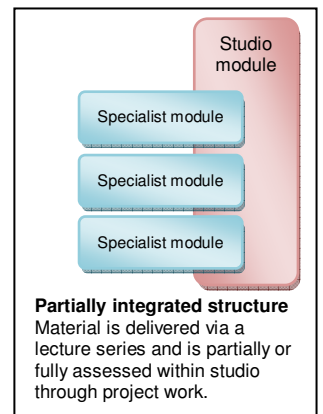 Studio
module
Specialist module
Specialist module
Specialist module
Partially integrated structure
Material is delivered via a
lecture series and is partially or
fully assessed within studio
through project work.